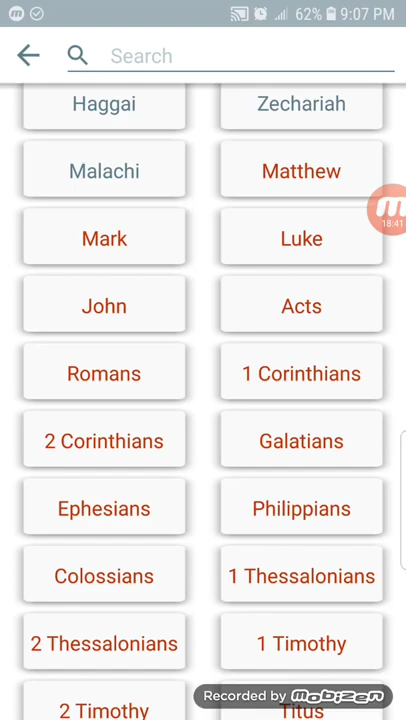 62% 9:07 PM
Search
Haggai Zechariah
Malachi Matthew
18:41
Mark Luke
John Acts
Romans 1 Corinthians
2 Corinthians Galatians
Ephesians Philippians
Colossians 1 Thessalonians
2 Thessalonians 1 Timothy
Recorded by mobizen
2 Timothy Titus